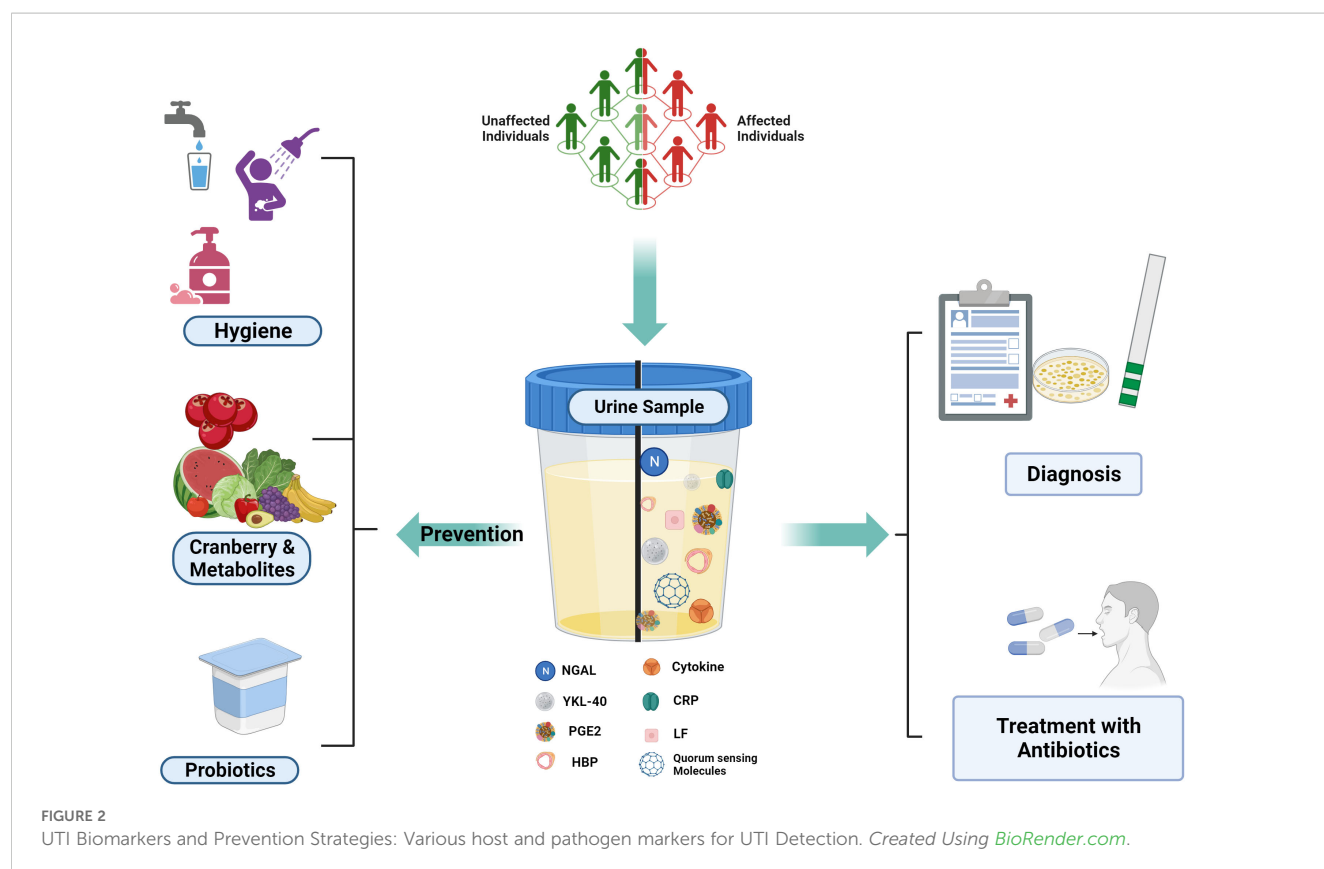 Unaffected
Individuals
Affected
Individuals
Hygiene
Urine Sample
N
Diagnosis
Cranberry &
Metabolites
Prevention
Probiotics
N NGAL
Cytokine
YKL-40
CRP
PGE2
LF
HBP
Quorum sensing
Molecules
Treatment with
Antibiotics
FIGURE 2
UTI Biomarkers and Prevention Strategies: Various host and pathogen markers for UTI Detection. Created Using BioRender.com.